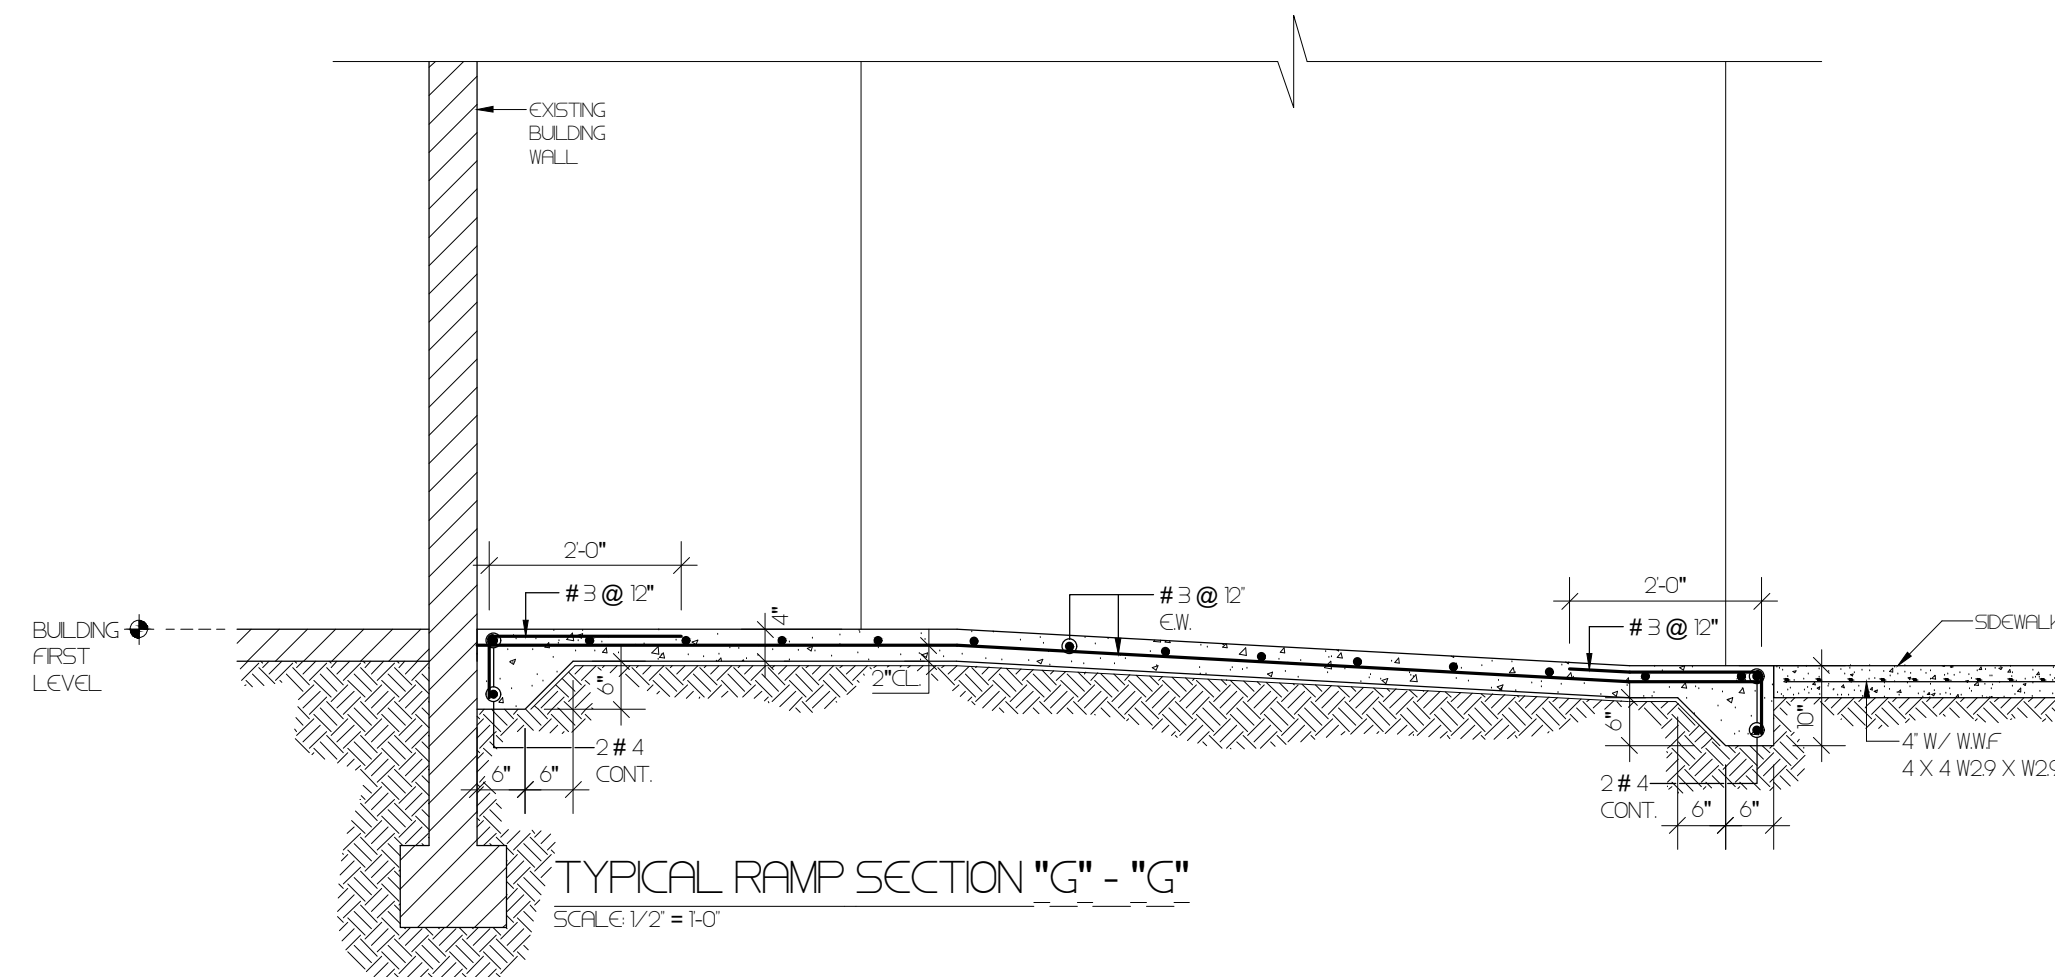 EXISTING
BUILDING
WALL
2'-0"
# 3 @ 12"
4"
# 3 @ 12"
E.W.
2'-0"
# 3 @ 12"
SIDEWALK
BUILDING
FIRST
LEVEL
6"
2"CL.
6"
10"
4" W/ W.W.F
4 X 4 W2.9 X W2.9
2 # 4
CONT.
6"
6"
2 # 4
CONT.
6"
6"
TYPICAL RAMP SECTION "G" - "G"
SCALE: 1/2" = 1'-0"